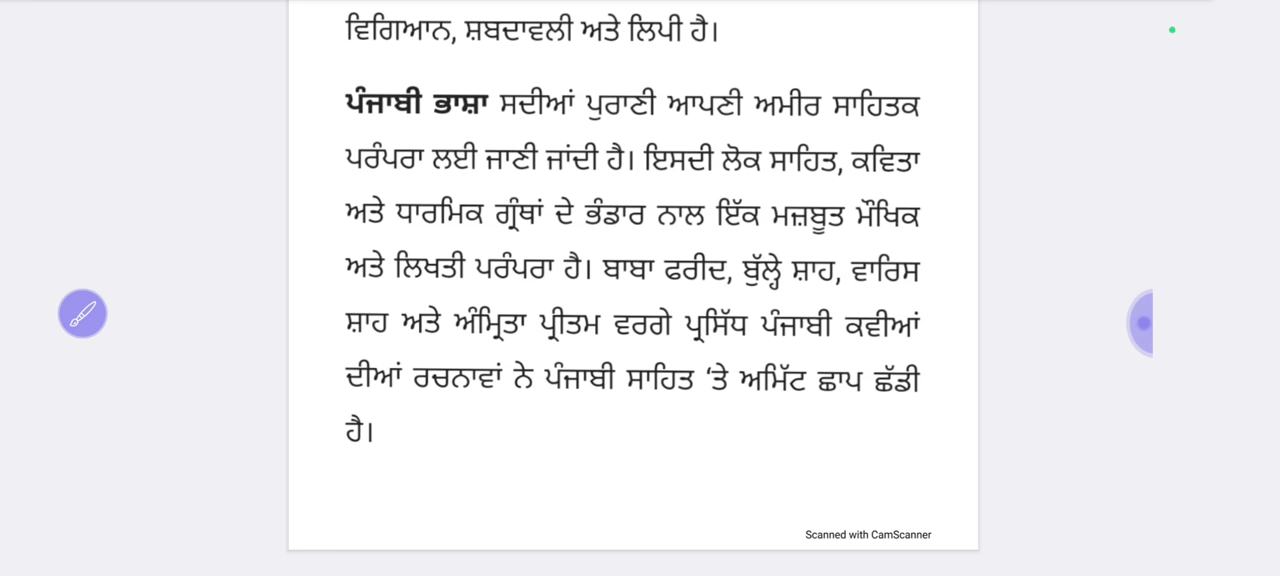 ਵਿਗਿਆਨ, ਸ਼ਬਦਾਵਲੀ ਅਤੇ ਲਿਪੀ ਹੈ।
ਪੰਜਾਬੀ ਭਾਸ਼ਾ ਸਦੀਆਂ ਪੁਰਾਣੀ ਆਪਣੀ ਅਮੀਰ ਸਾਹਿਤਕ
ਪਰੰਪਰਾ ਲਈ ਜਾਣੀ ਜਾਂਦੀ ਹੈ। ਇਸਦੀ ਲੋਕ ਸਾਹਿਤ, ਕਵਿਤਾ
ਅਤੇ ਧਾਰਮਿਕ ਗ੍ਰੰਥਾਂ ਦੇ ਭੰਡਾਰ ਨਾਲ ਇੱਕ ਮਜ਼ਬੂਤ ਮੌਖਿਕ
ਅਤੇ ਲਿਖਤੀ ਪਰੰਪਰਾ ਹੈ। ਬਾਬਾ ਫਰੀਦ, ਬੁੱਲ੍ਹੇ ਸ਼ਾਹ, ਵਾਰਿਸ
ਸ਼ਾਹ ਅਤੇ ਅੰਮ੍ਰਿਤਾ ਪ੍ਰੀਤਮ ਵਰਗੇ ਪ੍ਰਸਿੱਧ ਪੰਜਾਬੀ ਕਵੀਆਂ
ਦੀਆਂ ਰਚਨਾਵਾਂ ਨੇ ਪੰਜਾਬੀ ਸਾਹਿਤ ‘ਤੇ ਅਮਿੱਟ ਛਾਪ ਛੱਡੀ
ਹੈ।
Scanned with CamScanner